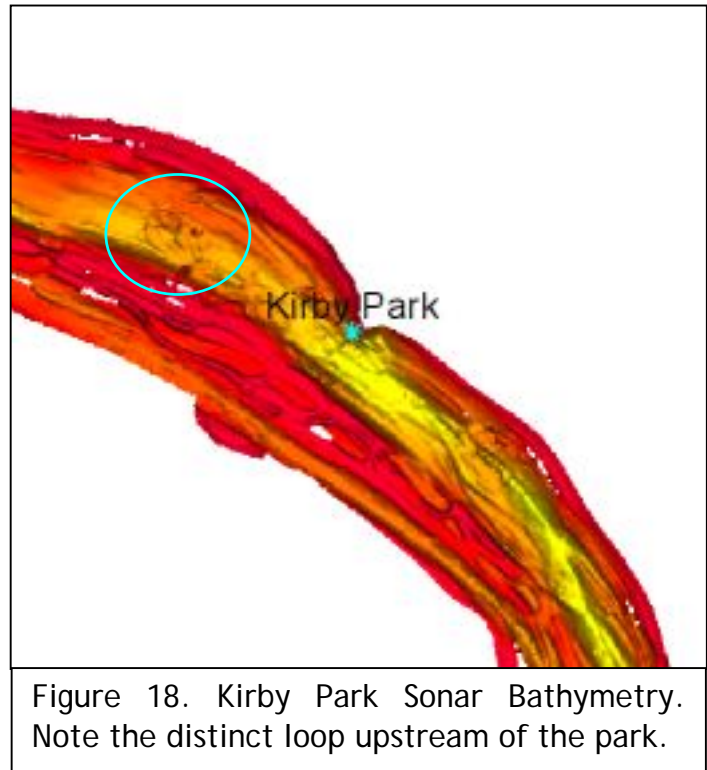 Kirby Park
Figure 18. Kirby Park Sonar Bathymetry.
Note the distinct loop upstream of the park.